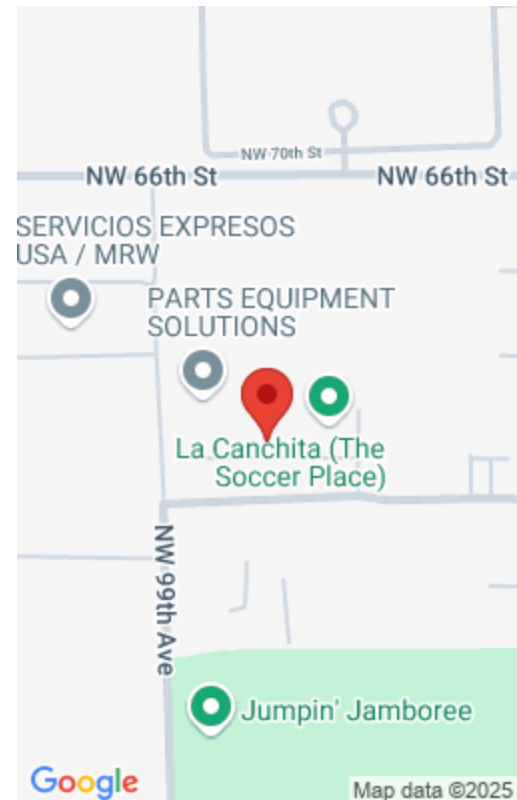 NW 70th St
NW 66th St
NW 66th St
SERVICIOS EXPRESOS
USA / MRW
PARTS EQUIPMENT
SOLUTIONS
La Canchita (The
Soccer Place)
NW 99th Ave
Jumpin' Jamboree
Google
Map data ©2025